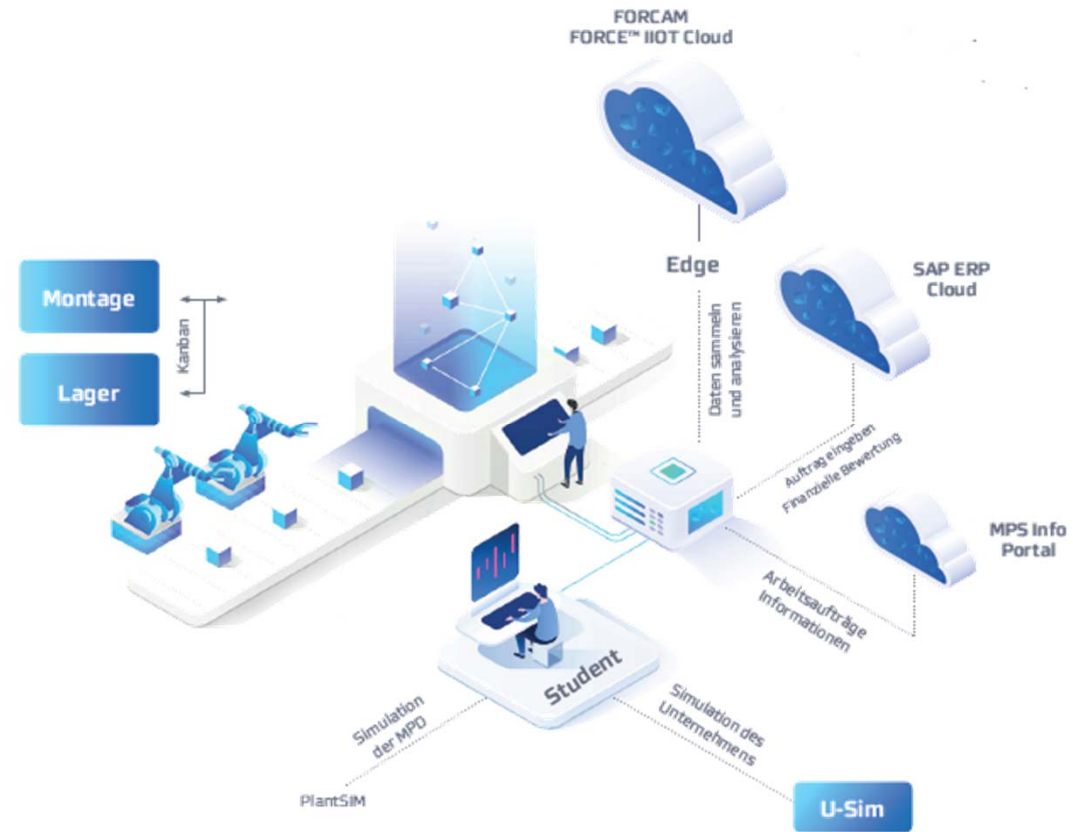 FORCAM
FORCE™ IIOT Cloud
Edge
SAP ERP
Cloud
Montage
Kanban
Lager
Daten sammeln
und analysieren
Auftrag eingeben
Finanzielle Bewertung
MPS Info
Portal
Arbeitsaufträge
Informationen
Student
Simulation
der MPD
Simulation des
Unternehmens
PlantSIM
U-Sim